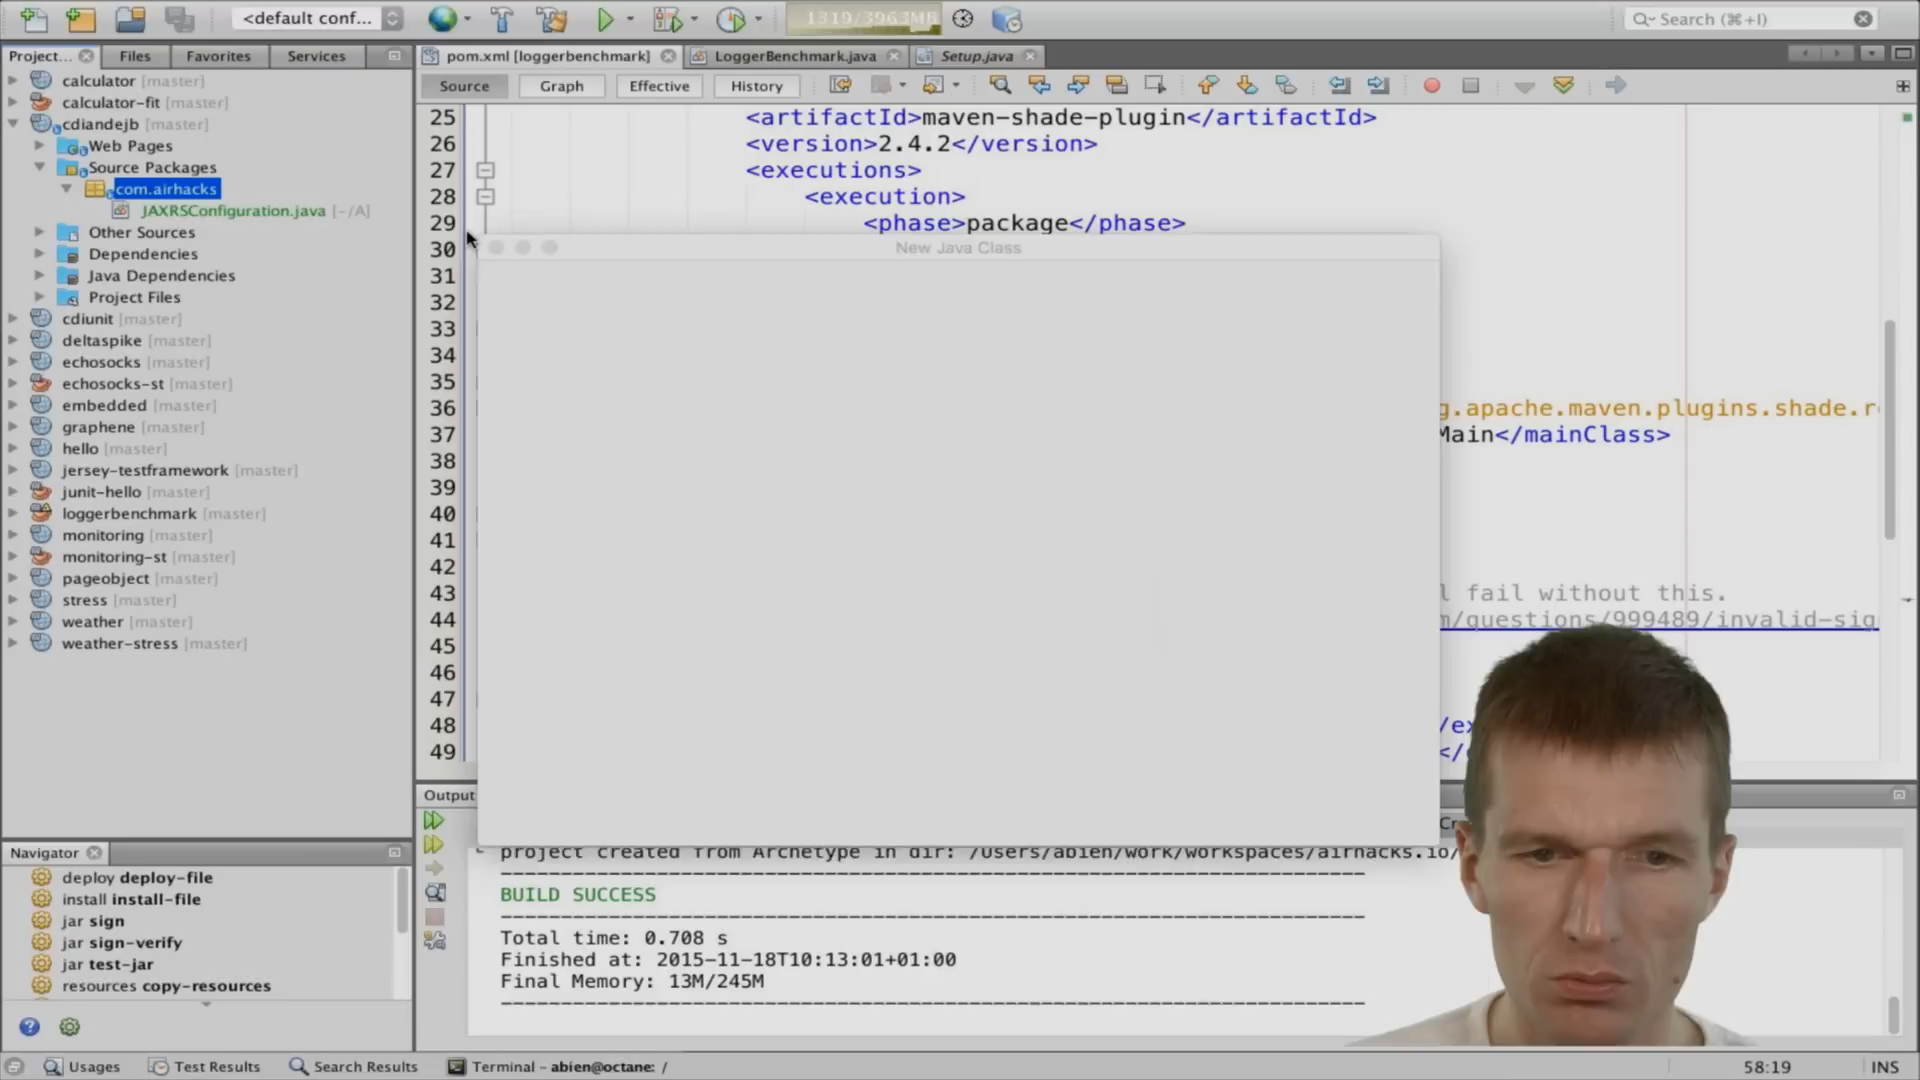 <default conf...
1319/3963MB
Search (⌘+I)
Project...
Files
Favorites
Services
pom.xml [loggerbenchmark]
LoggerBenchmark.java
Setup.java
Source
Graph
Effective
History
calculator [master]
calculator-fit [master]
cdiandejb [master]
Web Pages
Source Packages
com.airhacks
JAXRSConfiguration.java [-/A]
Other Sources
Dependencies
Java Dependencies
Project Files
cdiunit [master]
deltaspike [master]
echosocks [master]
echosocks-st [master]
embedded [master]
graphene [master]
hello [master]
jersey-testframework [master]
junit-hello [master]
loggerbenchmark [master]
monitoring [master]
monitoring-st [master]
pageobject [master]
stress [master]
weather [master]
weather-stress [master]
25 <artifactId>maven-shade-plugin</artifactId>
26 <version>2.4.2</version>
27 <executions>
28 <execution>
29 <phase>package</phase>
30
31
32
33
34
35
36 g.apache.maven.plugins.shade.r
37 Main</mainClass>
38
39
40
41
42
43 l fail without this.
44 m/questions/999489/invalid-sig
45
46
47
48 /ex
49 </
New Java Class
Output
project created from Archetype in dir: /Users/abien/work/workspaces/airhacks.io/
------------------------------------------------------------------------
BUILD SUCCESS
------------------------------------------------------------------------
Total time: 0.708 s
Finished at: 2015-11-18T10:13:01+01:00
Final Memory: 13M/245M
------------------------------------------------------------------------
Navigator
deploy deploy-file
install install-file
jar sign
jar sign-verify
jar test-jar
resources copy-resources
Usages
Test Results
Search Results
Terminal - abien@octane: /
58:19
INS